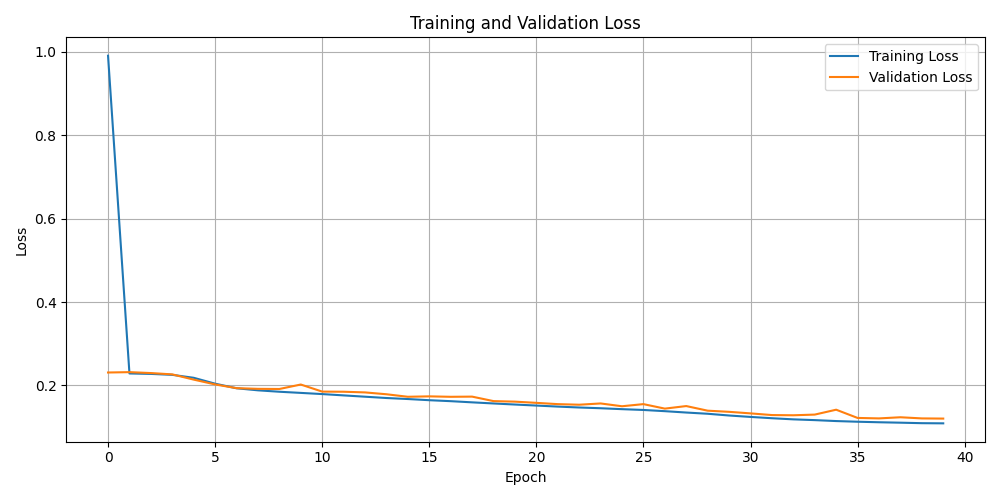 Training and Validation Loss
Training Loss
Validation Loss
1.0
0.8
0.6
0.4
0.2
Loss
0 5 10 15 20 25 30 35 40
Epoch